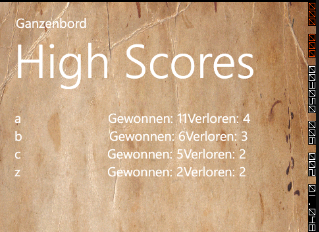 Ganzenbord
High Scores
a Gewonnen: 11Verloren: 4
b Gewonnen: 6Verloren: 3
c Gewonnen: 5Verloren: 2
z Gewonnen: 2Verloren: 2